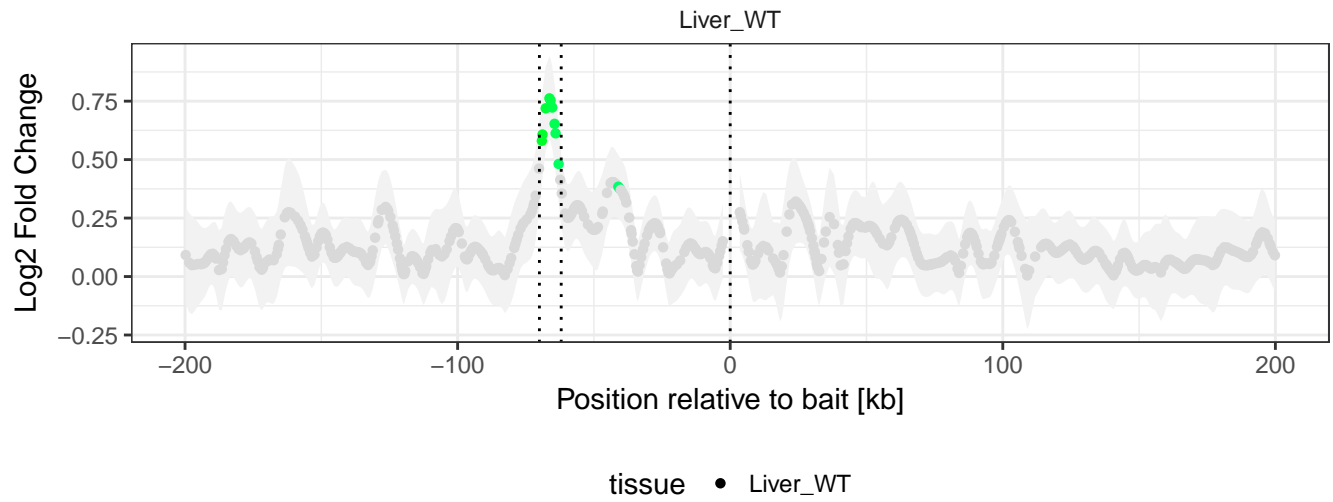 Liver_WT
Log2 Fold Change
0.75
0.50
0.25
0.00
−0.25
−200
−100
0
100
200
Position relative to bait [kb]
tissue Liver_WT